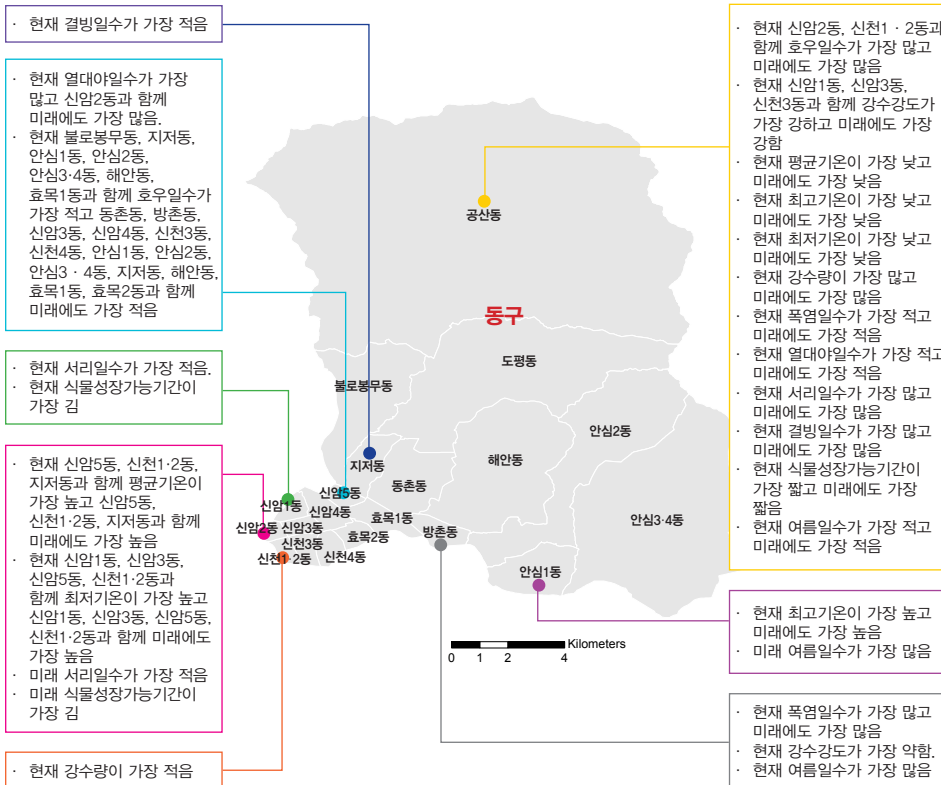 · 현재 결빙일수가 가장 적음
· 현재 열대야일수가 가장
많고 신암2동과 함께
미래에도 가장 많음.
· 현재 불로봉무동, 지저동,
안심1동, 안심2동,
안심3·4동, 해안동,
효목1동과 함께 호우일수가
가장 적고 동촌동, 방촌동,
신암3동, 신암4동, 신천3동,
신천4동, 안심1동, 안심2동,
안심3 · 4동, 지저동, 해안동,
효목1동, 효목2동과 함께
미래에도 가장 적음
· 현재 서리일수가 가장 적음.
· 현재 식물성장가능기간이
가장 김
· 현재 신암5동, 신천1·2동,
지저동과 함께 평균기온이
가장 높고 신암5동,
신천1·2동, 지저동과 함께
미래에도 가장 높음
· 현재 신암1동, 신암3동,
신암5동, 신천1·2동과
함께 최저기온이 가장 높고
신암1동, 신암3동, 신암5동,
신천1·2동과 함께 미래에도
가장 높음
· 미래 서리일수가 가장 적음
· 미래 식물성장가능기간이
가장 김
· 현재 강수량이 가장 적음
공산동
동구
도평동
불로봉무동
안심2동
해안동
지저동
동촌동
신암5동
신암1동
신암4동
효목1동
안심3·4동
신암2동 신암3동
효목2동
방촌동
신천3동
신천1·2동
신천4동
안심1동
Kilometers
0 1 2 4
· 현재 신암2동, 신천1 · 2동과
함께 호우일수가 가장 많고
미래에도 가장 많음
· 현재 신암1동, 신암3동,
신천3동과 함께 강수강도가
가장 강하고 미래에도 가장
강함
· 현재 평균기온이 가장 낮고
미래에도 가장 낮음
· 현재 최고기온이 가장 낮고
미래에도 가장 낮음
· 현재 최저기온이 가장 낮고
미래에도 가장 낮음
· 현재 강수량이 가장 많고
미래에도 가장 많음
· 현재 폭염일수가 가장 적고
미래에도 가장 적음
· 현재 열대야일수가 가장 적고
미래에도 가장 적음
· 현재 서리일수가 가장 많고
미래에도 가장 많음
· 현재 결빙일수가 가장 많고
미래에도 가장 많음
· 현재 식물성장가능기간이
가장 짧고 미래에도 가장
짧음
· 현재 여름일수가 가장 적고
미래에도 가장 적음
· 현재 최고기온이 가장 높고
미래에도 가장 높음
· 미래 여름일수가 가장 많음
· 현재 폭염일수가 가장 많고
미래에도 가장 많음
· 현재 강수강도가 가장 약함.
· 현재 여름일수가 가장 많음